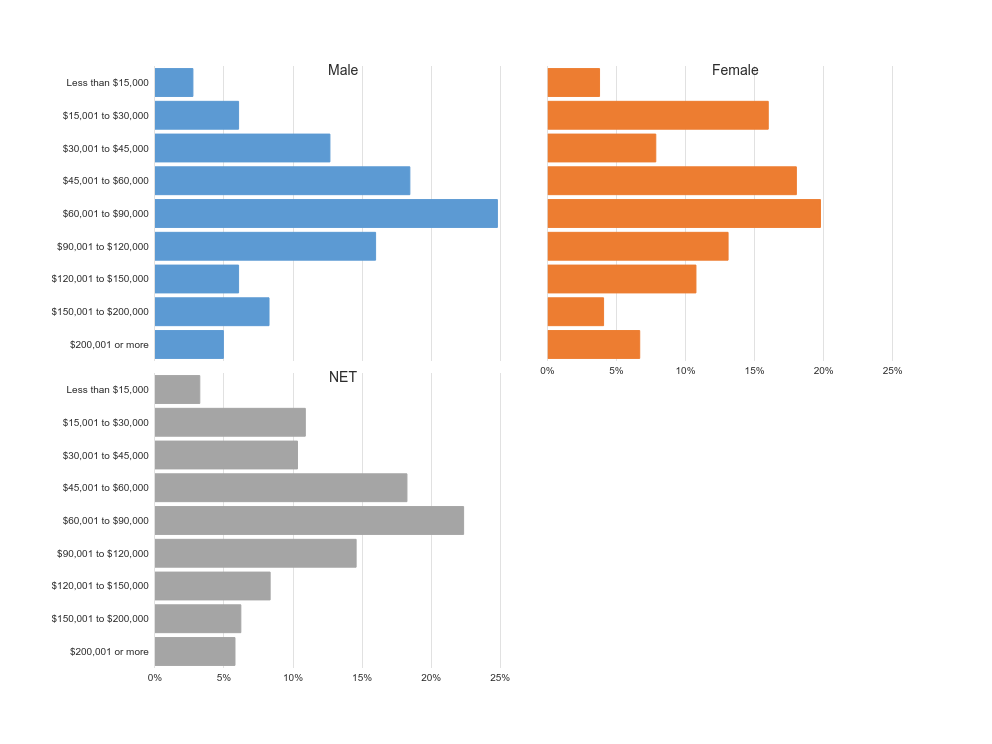 Male
Less than $15,000
$15,001 to $30,000
$30,001 to $45,000
$45,001 to $60,000
$60,001 to $90,000
$90,001 to $120,000
$120,001 to $150,000
$150,001 to $200,000
$200,001 or more
Female
0% 5% 10% 15% 20% 25%
NET
Less than $15,000
$15,001 to $30,000
$30,001 to $45,000
$45,001 to $60,000
$60,001 to $90,000
$90,001 to $120,000
$120,001 to $150,000
$150,001 to $200,000
$200,001 or more
0% 5% 10% 15% 20% 25%